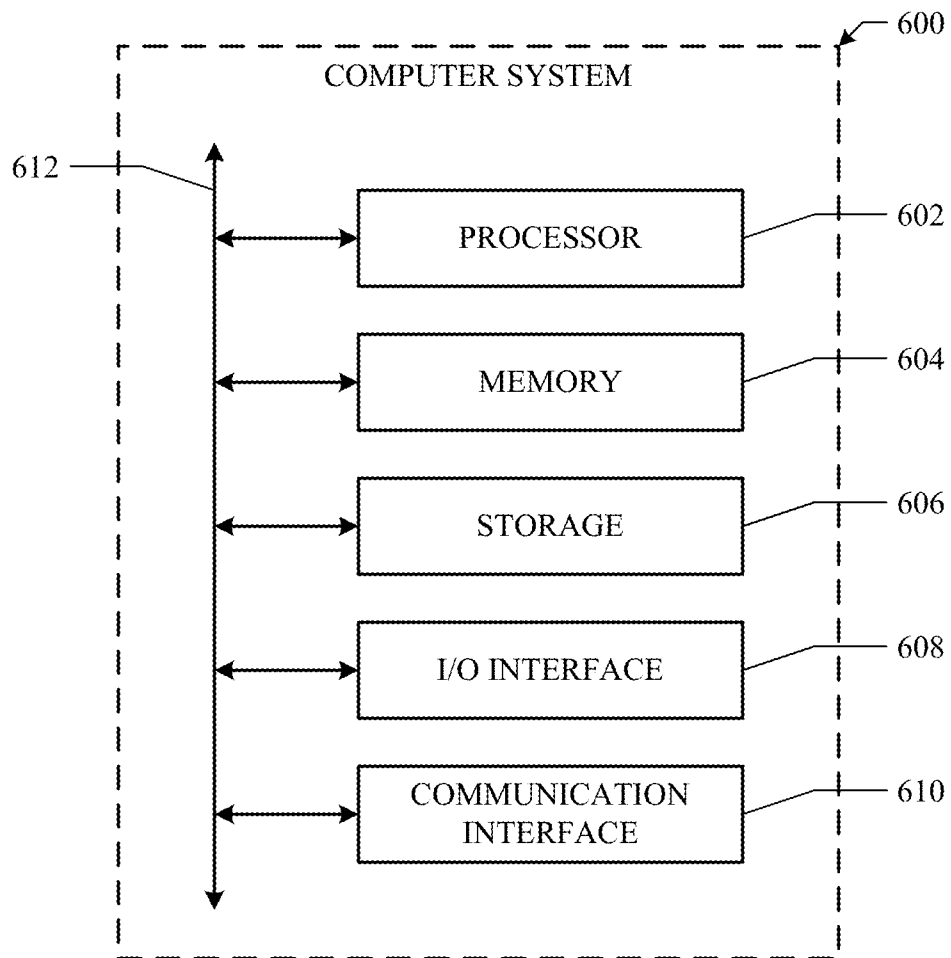 600
COMPUTER SYSTEM
612
PROCESSOR
602
MEMORY
604
STORAGE
606
I/O INTERFACE
608
COMMUNICATION
INTERFACE
610